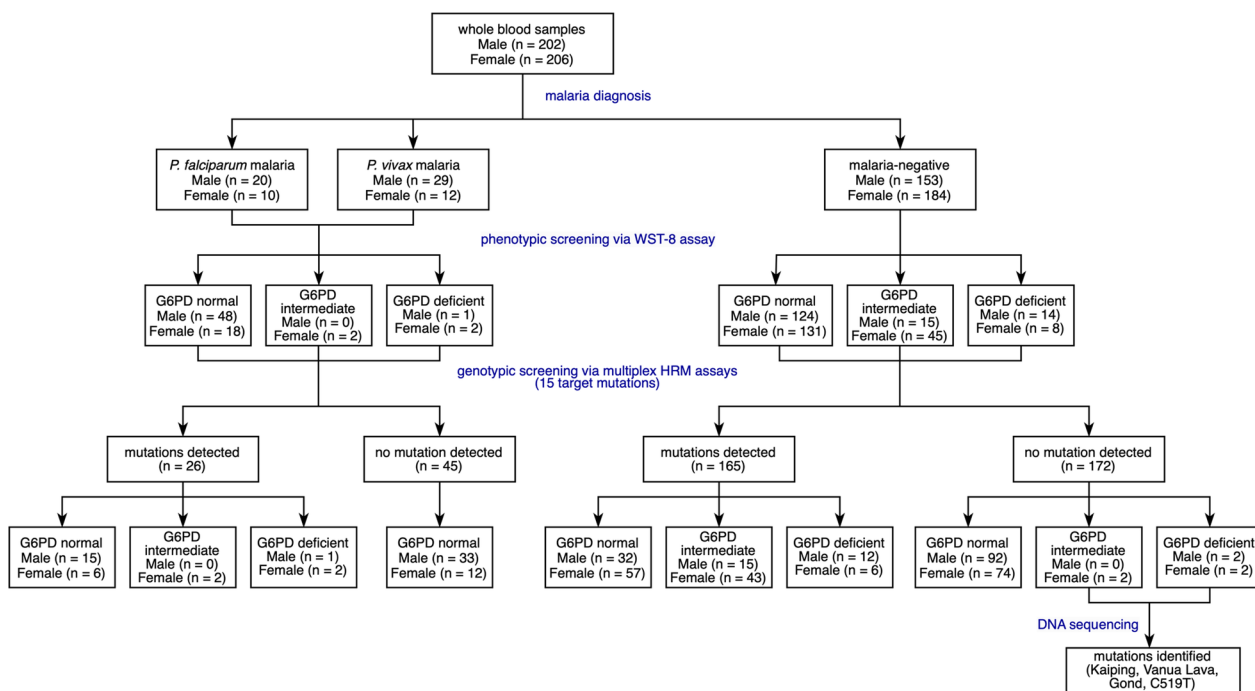 whole blood samples
Male (n = 202)
Female (n = 206)
malaria diagnosis
P. falciparum malaria
Male (n = 20)
Female (n = 10)
P. vivax malaria
Male (n = 29)
Female (n = 12)
malaria-negative
Male (n = 153)
Female (n = 184)
phenotypic screening via WST-8 assay
G6PD normal
Male (n = 48)
Female (n = 18)
G6PD
intermediate
Male (n = 0)
Female (n = 2)
G6PD deficient
Male (n = 1)
Female (n = 2)
G6PD normal
Male (n = 124)
Female (n = 131)
G6PD
intermediate
Male (n = 15)
Female (n = 45)
G6PD deficient
Male (n = 14)
Female (n = 8)
genotypic screening via multiplex HRM assays
(15 target mutations)
mutations detected
(n = 26)
no mutation detected
(n = 45)
mutations detected
(n = 165)
no mutation detected
(n = 172)
G6PD normal
Male (n = 15)
Female (n = 6)
G6PD
intermediate
Male (n = 0)
Female (n = 2)
G6PD deficient
Male (n = 1)
Female (n = 2)
G6PD normal
Male (n = 33)
Female (n = 12)
G6PD normal
Male (n = 32)
Female (n = 57)
G6PD
intermediate
Male (n = 15)
Female (n = 43)
G6PD deficient
Male (n = 12)
Female (n = 6)
G6PD normal
Male (n = 92)
Female (n = 74)
G6PD
intermediate
Male (n = 0)
Female (n = 2)
G6PD deficient
Male (n = 2)
Female (n = 2)
DNA sequencing
mutations identified
(Kaiping, Vanua Lava,
Gond, C519T)